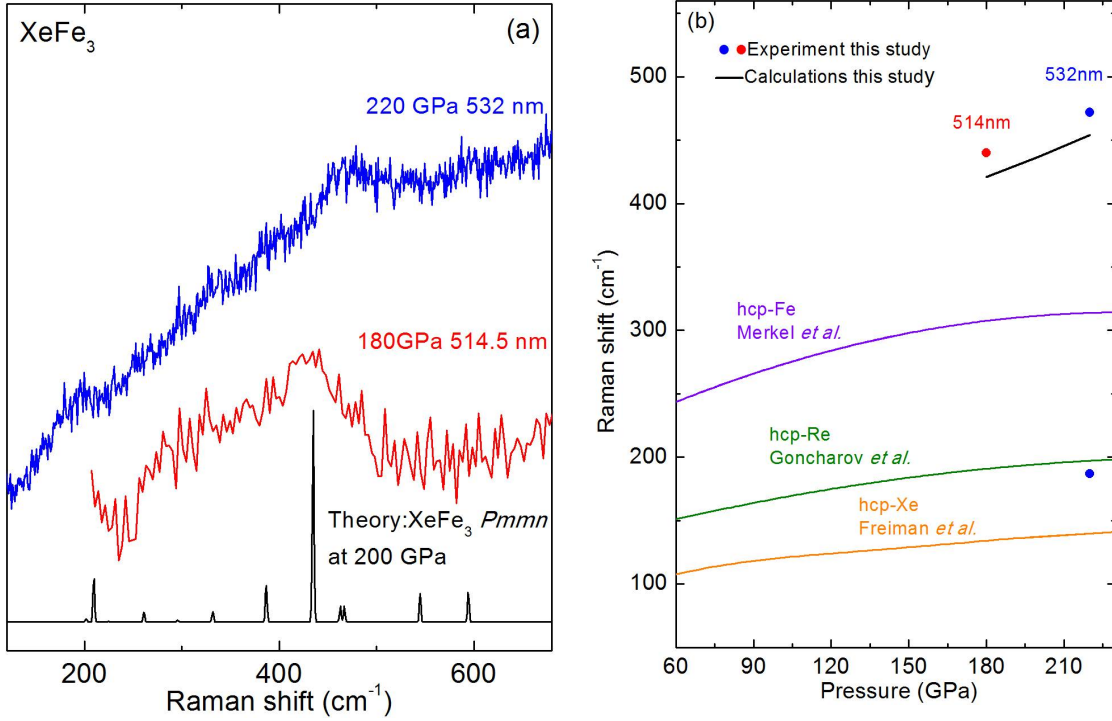 XeFe₃
(a)
220 GPa 532 nm
180GPa 514.5 nm
Theory:XeFe₃ Pmmn
at 200 GPa
200
400
600
Raman shift (cm⁻¹)
(b)
Experiment this study
Calculations this study
532nm
514nm
hcp-Fe
Merkel et al.
hcp-Re
Goncharov et al.
hcp-Xe
Freiman et al.
500
400
300
200
100
Raman shift (cm⁻¹)
60
90
120
150
180
210
Pressure (GPa)